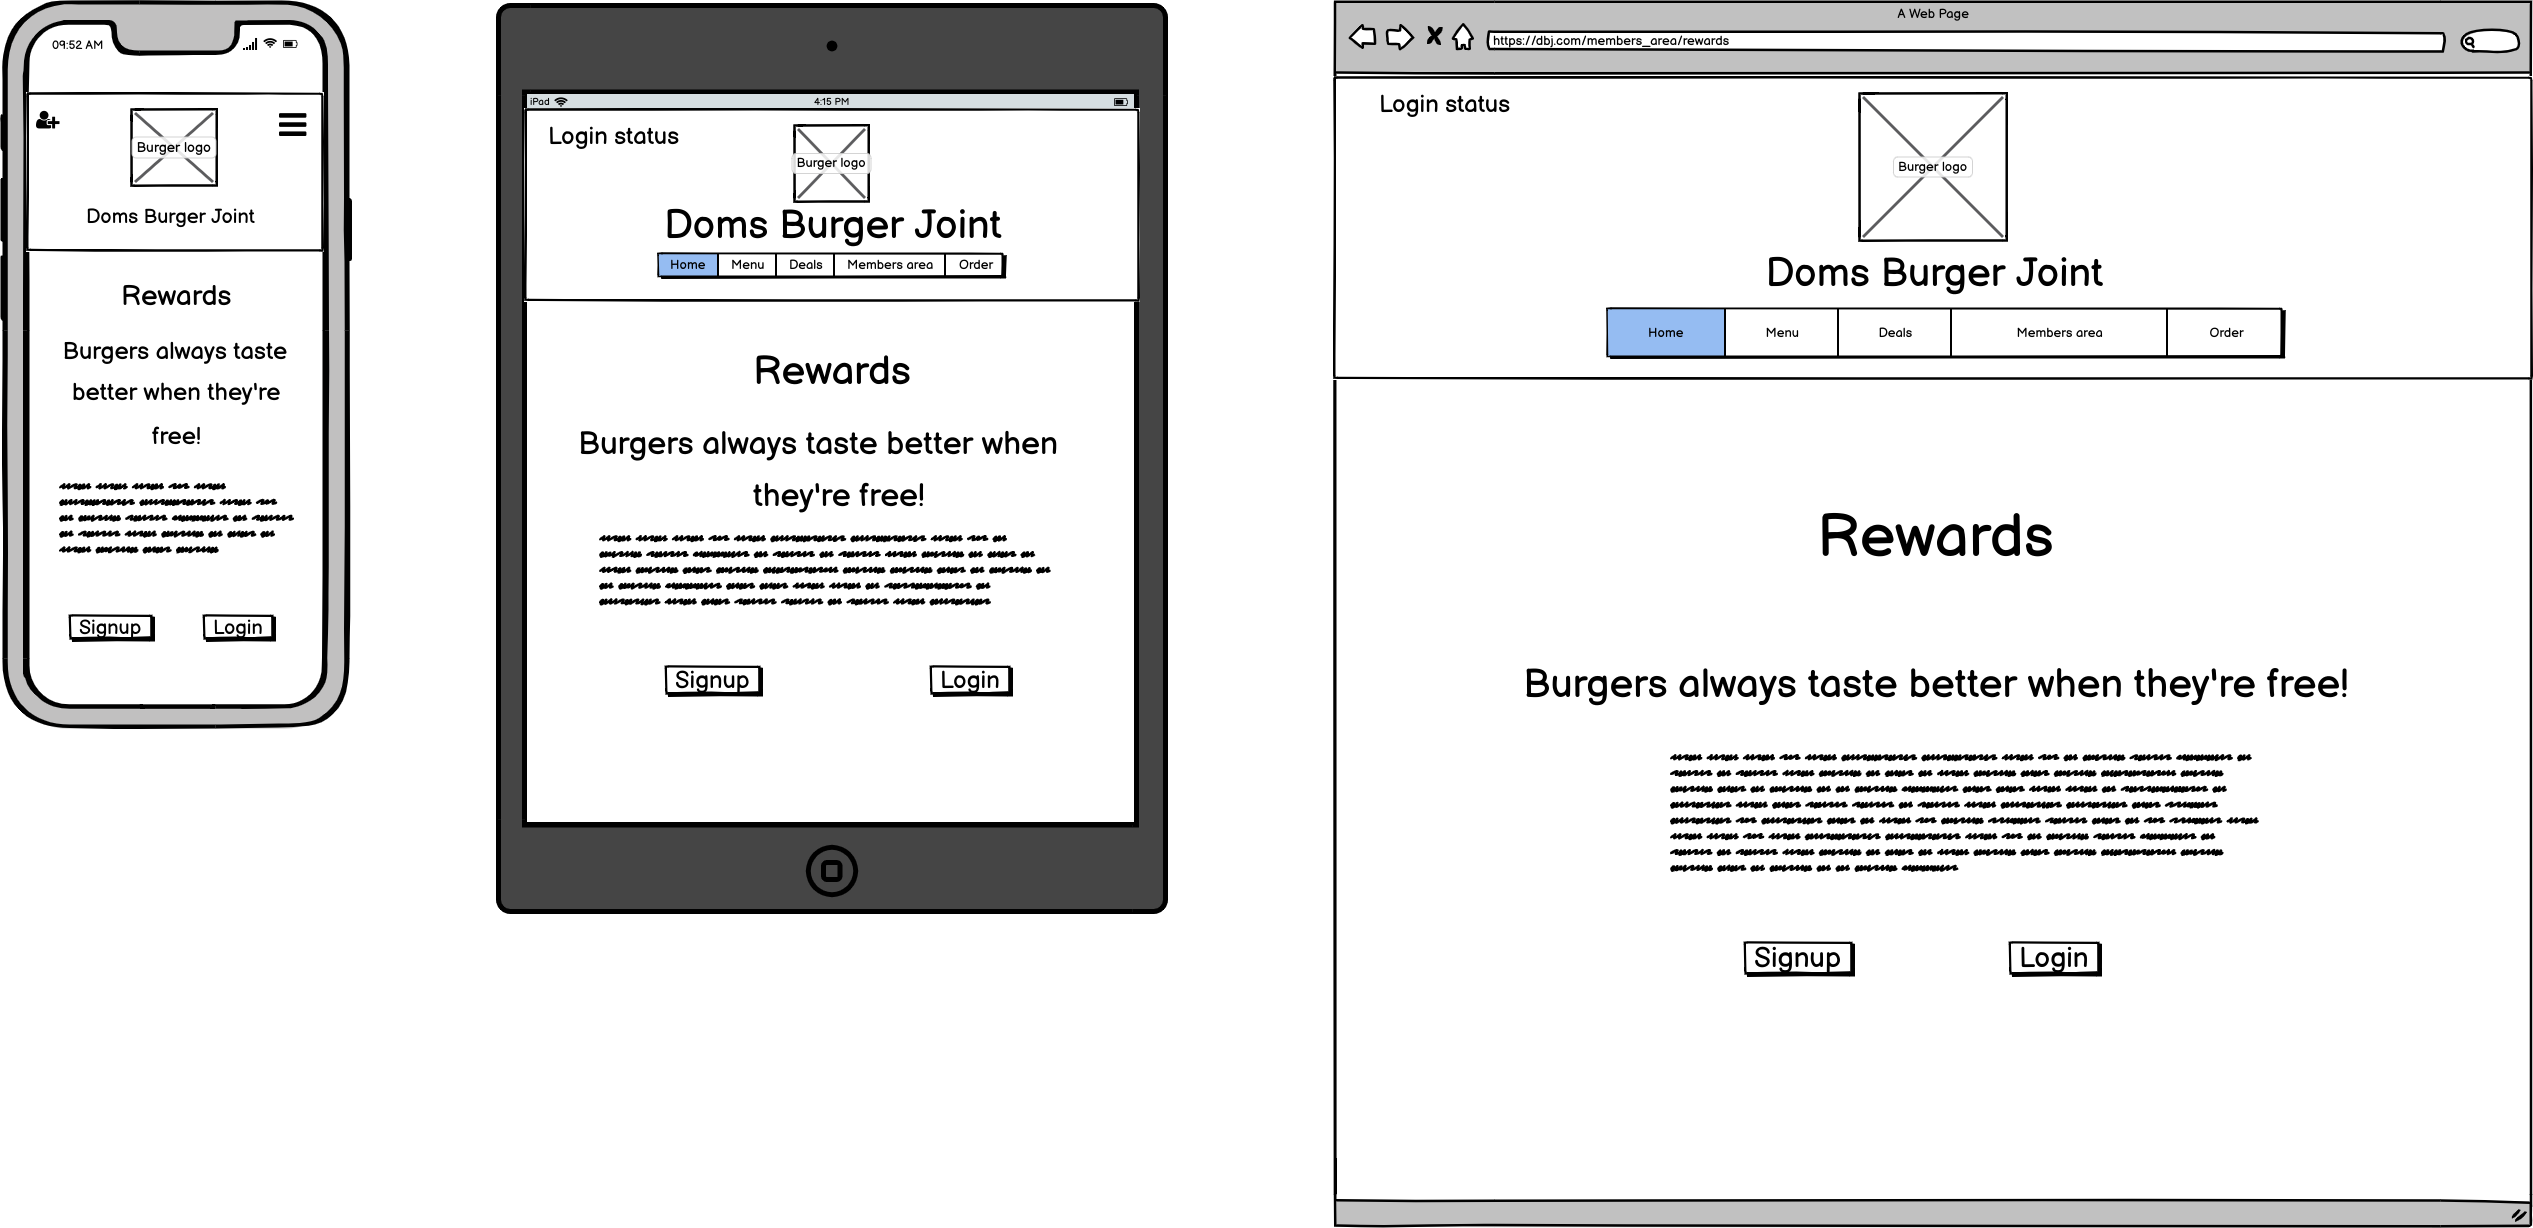 09:52 AM
Burger logo
Doms Burger Joint
Rewards
Burgers always taste
better when they're
free!
Signup
Login
iPad
4:15 PM
Login status
Burger logo
Doms Burger Joint
Home
Menu
Deals
Members area
Order
Rewards
Burgers always taste better when
they're free!
Signup
Login
A Web Page
https://dbj.com/members_area/rewards
Login status
Burger logo
Doms Burger Joint
Home
Menu
Deals
Members area
Order
Rewards
Burgers always taste better when they're free!
Signup
Login